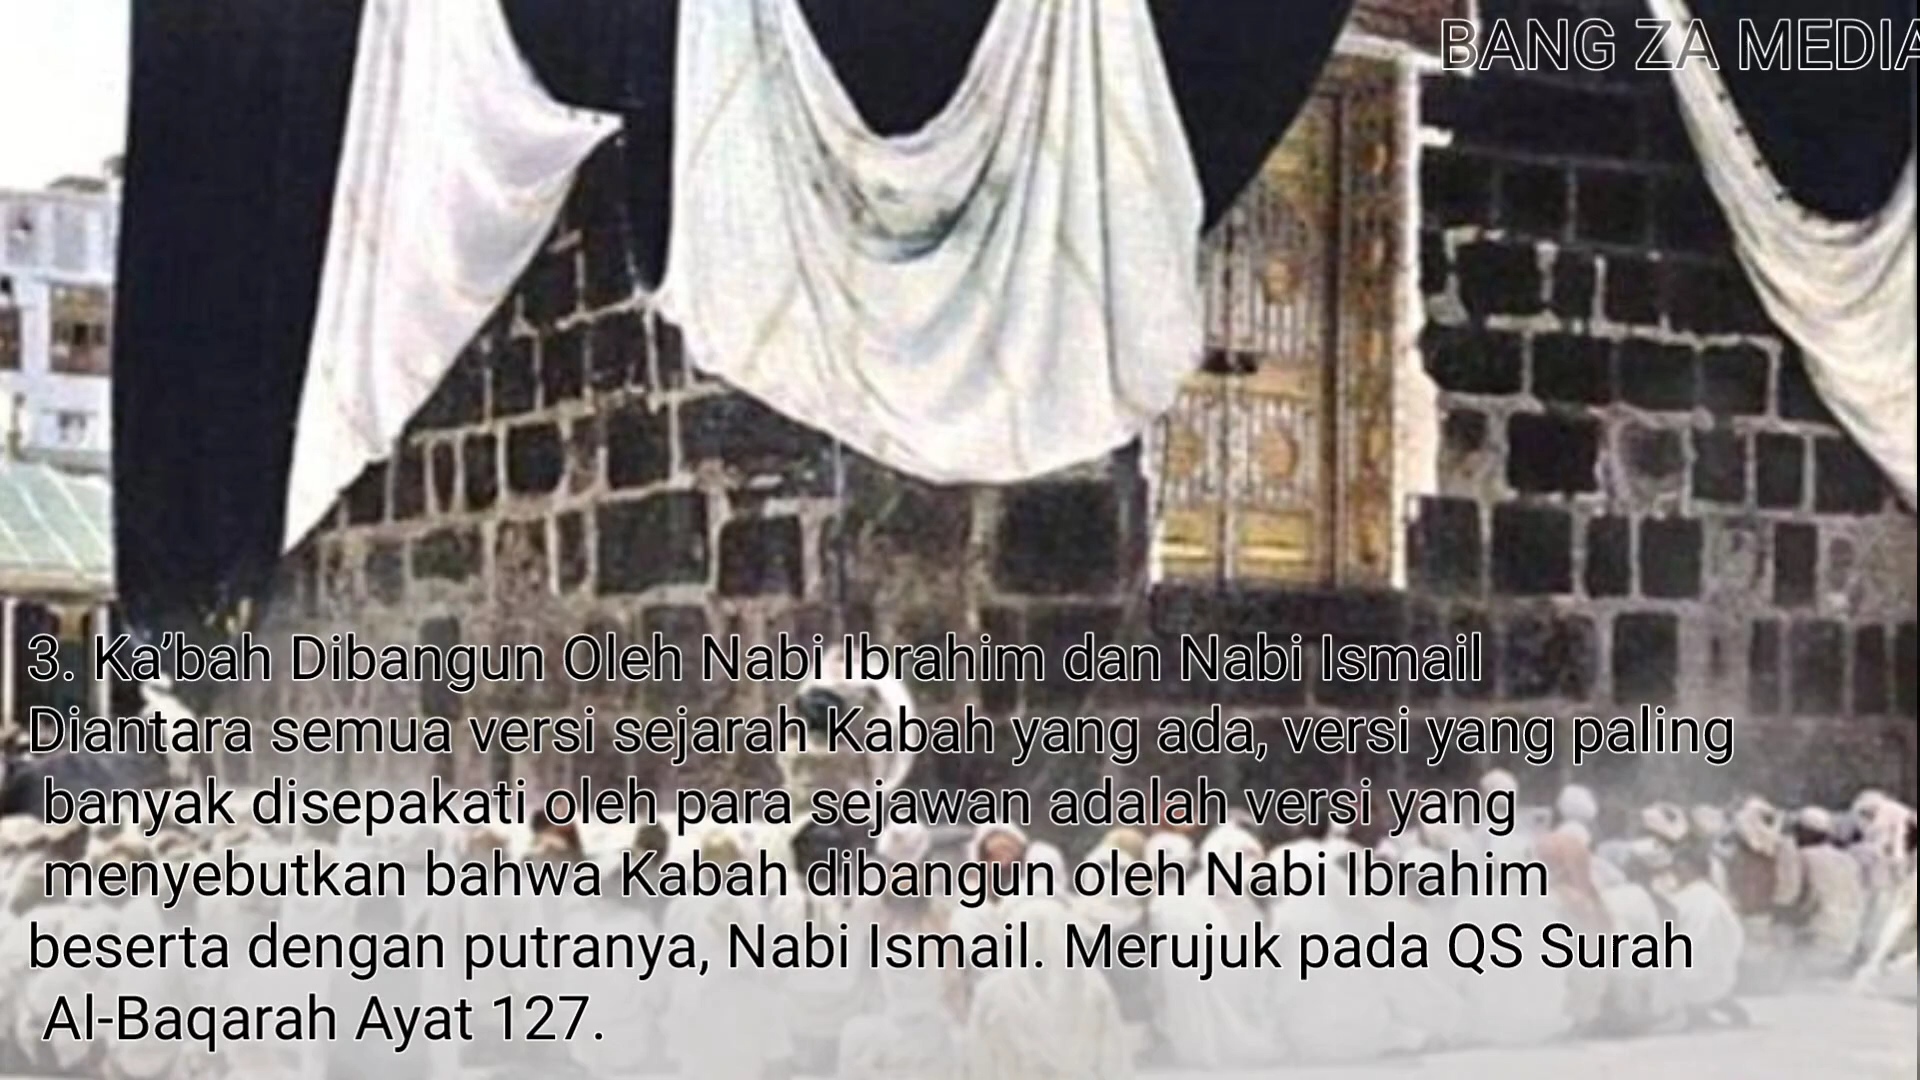 BANG ZA MEDIA
3. Ka’bah Dibangun Oleh Nabi Ibrahim dan Nabi Ismail
Diantara semua versi sejarah Kabah yang ada, versi yang paling
banyak disepakati oleh para sejawan adalah versi yang
menyebutkan bahwa Kabah dibangun oleh Nabi Ibrahim
beserta dengan putranya, Nabi Ismail. Merujuk pada QS Surah
Al-Baqarah Ayat 127.